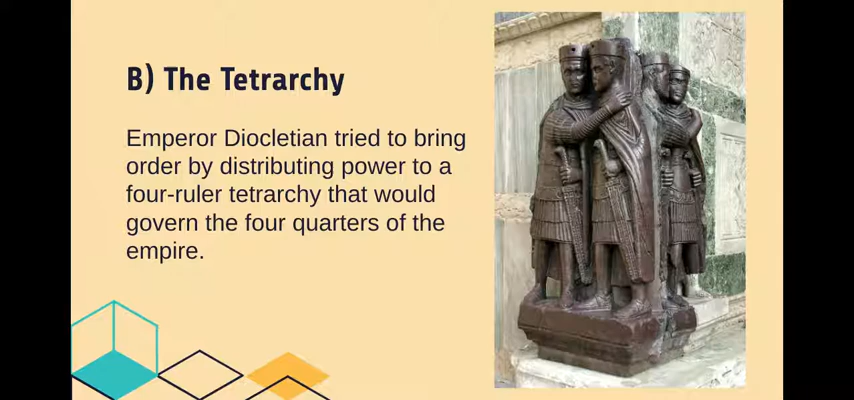 B) The Tetrarchy
Emperor Diocletian tried to bring
order by distributing power to a
four-ruler tetrarchy that would
govern the four quarters of the
empire.